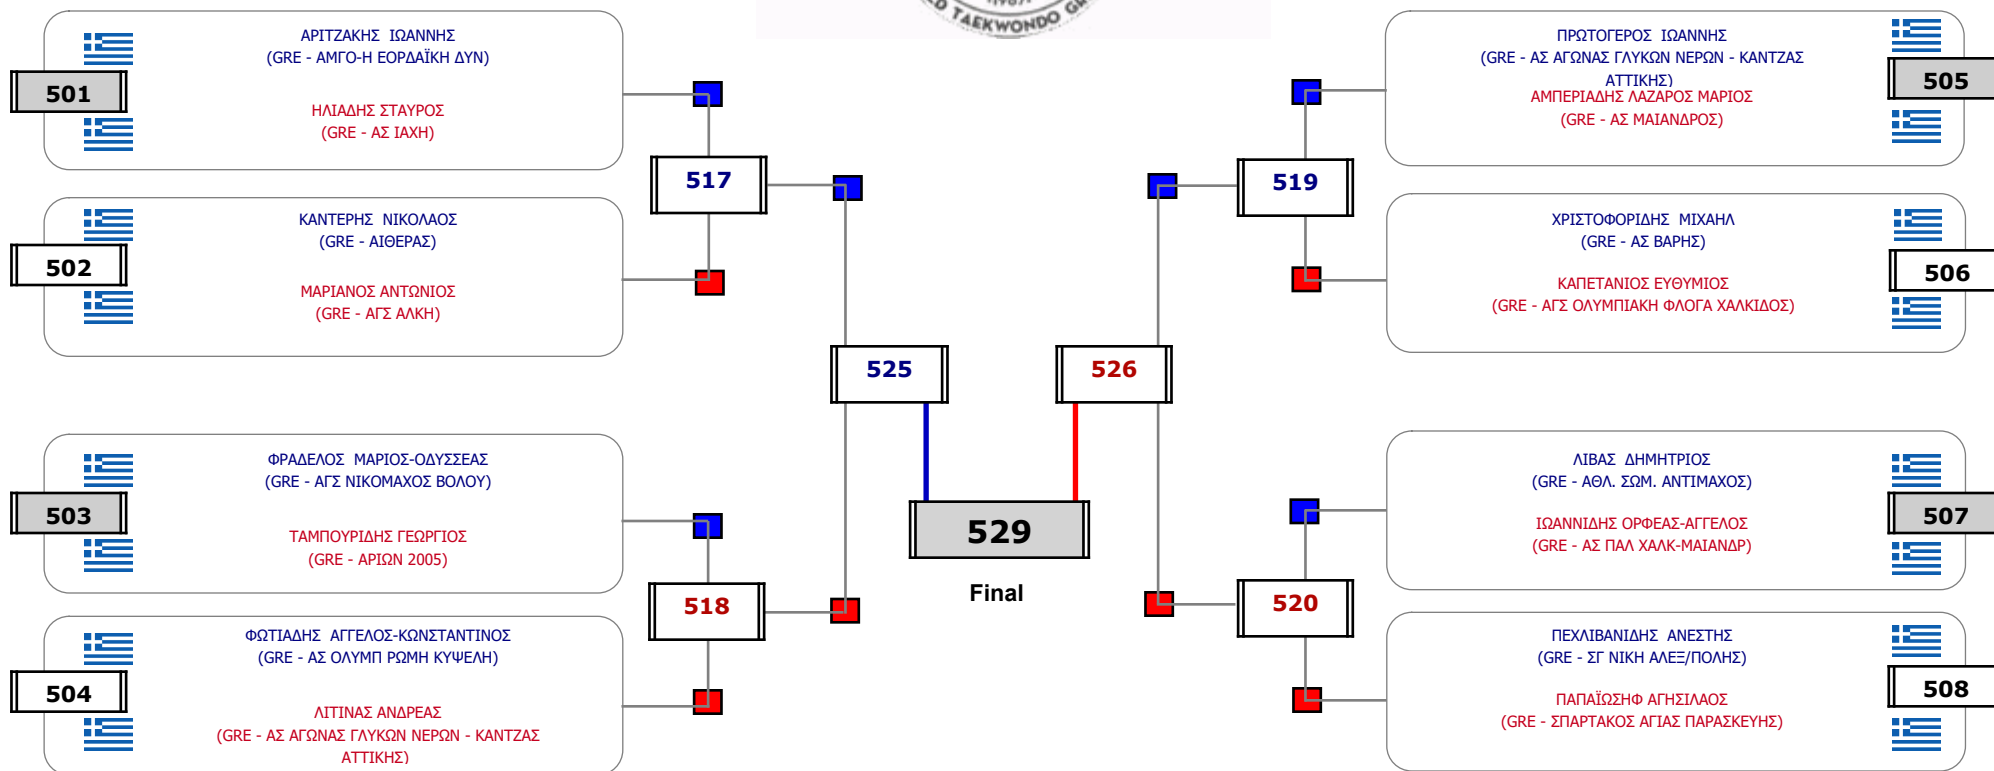 TAEKWONDO
ΑΡΙΤΖΑΚΗΣ ΙΩΑΝΝΗΣ
(GRE - ΑΜΓΟ-Η ΕΟΡΔΑΪΚΗ ΔΥΝ)
501
ΗΛΙΑΔΗΣ ΣΤΑΥΡΟΣ
(GRE - ΑΣ ΙΑΧΗ)
517
ΚΑΝΤΕΡΗΣ ΝΙΚΟΛΑΟΣ
(GRE - ΑΙΘΕΡΑΣ)
502
ΜΑΡΙΑΝΟΣ ΑΝΤΩΝΙΟΣ
(GRE - ΑΓΣ ΑΛΚΗ)
525
ΦΡΑΔΕΛΟΣ ΜΑΡΙΟΣ-ΟΔΥΣΣΕΑΣ
(GRE - ΑΓΣ ΝΙΚΟΜΑΧΟΣ ΒΟΛΟΥ)
503
ΤΑΜΠΟΥΡΙΔΗΣ ΓΕΩΡΓΙΟΣ
(GRE - ΑΡΙΩΝ 2005)
518
ΦΩΤΙΑΔΗΣ ΑΓΓΕΛΟΣ-ΚΩΝΣΤΑΝΤΙΝΟΣ
(GRE - ΑΣ ΟΛΥΜΠ ΡΩΜΗ ΚΥΨΕΛΗ)
504
ΛΙΤΙΝΑΣ ΑΝΔΡΕΑΣ
(GRE - ΑΣ ΑΓΩΝΑΣ ΓΛΥΚΩΝ ΝΕΡΩΝ - ΚΑΝΤΖΑΣ
ΑΤΤΙΚΗΣ)
529
Final
ΠΡΩΤΟΓΕΡΟΣ ΙΩΑΝΝΗΣ
(GRE - ΑΣ ΑΓΩΝΑΣ ΓΛΥΚΩΝ ΝΕΡΩΝ - ΚΑΝΤΖΑΣ
ΑΤΤΙΚΗΣ)
505
ΑΜΠΕΡΙΑΔΗΣ ΛΑΖΑΡΟΣ ΜΑΡΙΟΣ
(GRE - ΑΣ ΜΑΙΑΝΔΡΟΣ)
519
ΧΡΙΣΤΟΦΟΡΙΔΗΣ ΜΙΧΑΗΛ
(GRE - ΑΣ ΒΑΡΗΣ)
506
ΚΑΠΕΤΑΝΙΟΣ ΕΥΘΥΜΙΟΣ
(GRE - ΑΓΣ ΟΛΥΜΠΙΑΚΗ ΦΛΟΓΑ ΧΑΛΚΙΔΟΣ)
526
ΛΙΒΑΣ ΔΗΜΗΤΡΙΟΣ
(GRE - ΑΘΛ. ΣΩΜ. ΑΝΤΙΜΑΧΟΣ)
507
ΙΩΑΝΝΙΔΗΣ ΟΡΦΕΑΣ-ΑΓΓΕΛΟΣ
(GRE - ΑΣ ΠΑΛ ΧΑΛΚ-ΜΑΙΑΝΔΡ)
520
ΠΕΧΛΙΒΑΝΙΔΗΣ ΑΝΕΣΤΗΣ
(GRE - ΣΓ ΝΙΚΗ ΑΛΕΞ/ΠΟΛΗΣ)
508
ΠΑΠΑΪΩΣΗΦ ΑΓΗΣΙΛΑΟΣ
(GRE - ΣΠΑΡΤΑΚΟΣ ΑΓΙΑΣ ΠΑΡΑΣΚΕΥΗΣ)